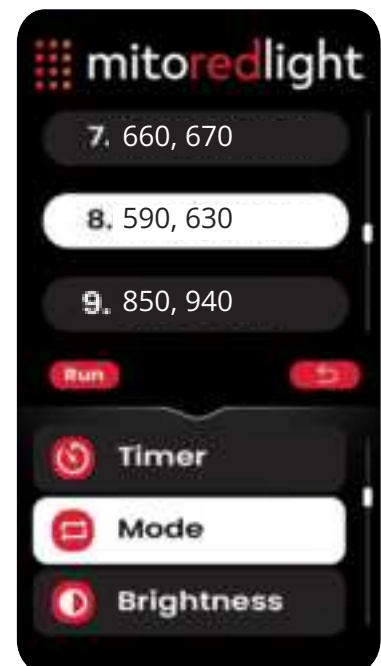 mitoredlight
7. 660, 670
8. 590, 630
9. 850, 940
Run
Timer
Mode
Brightness